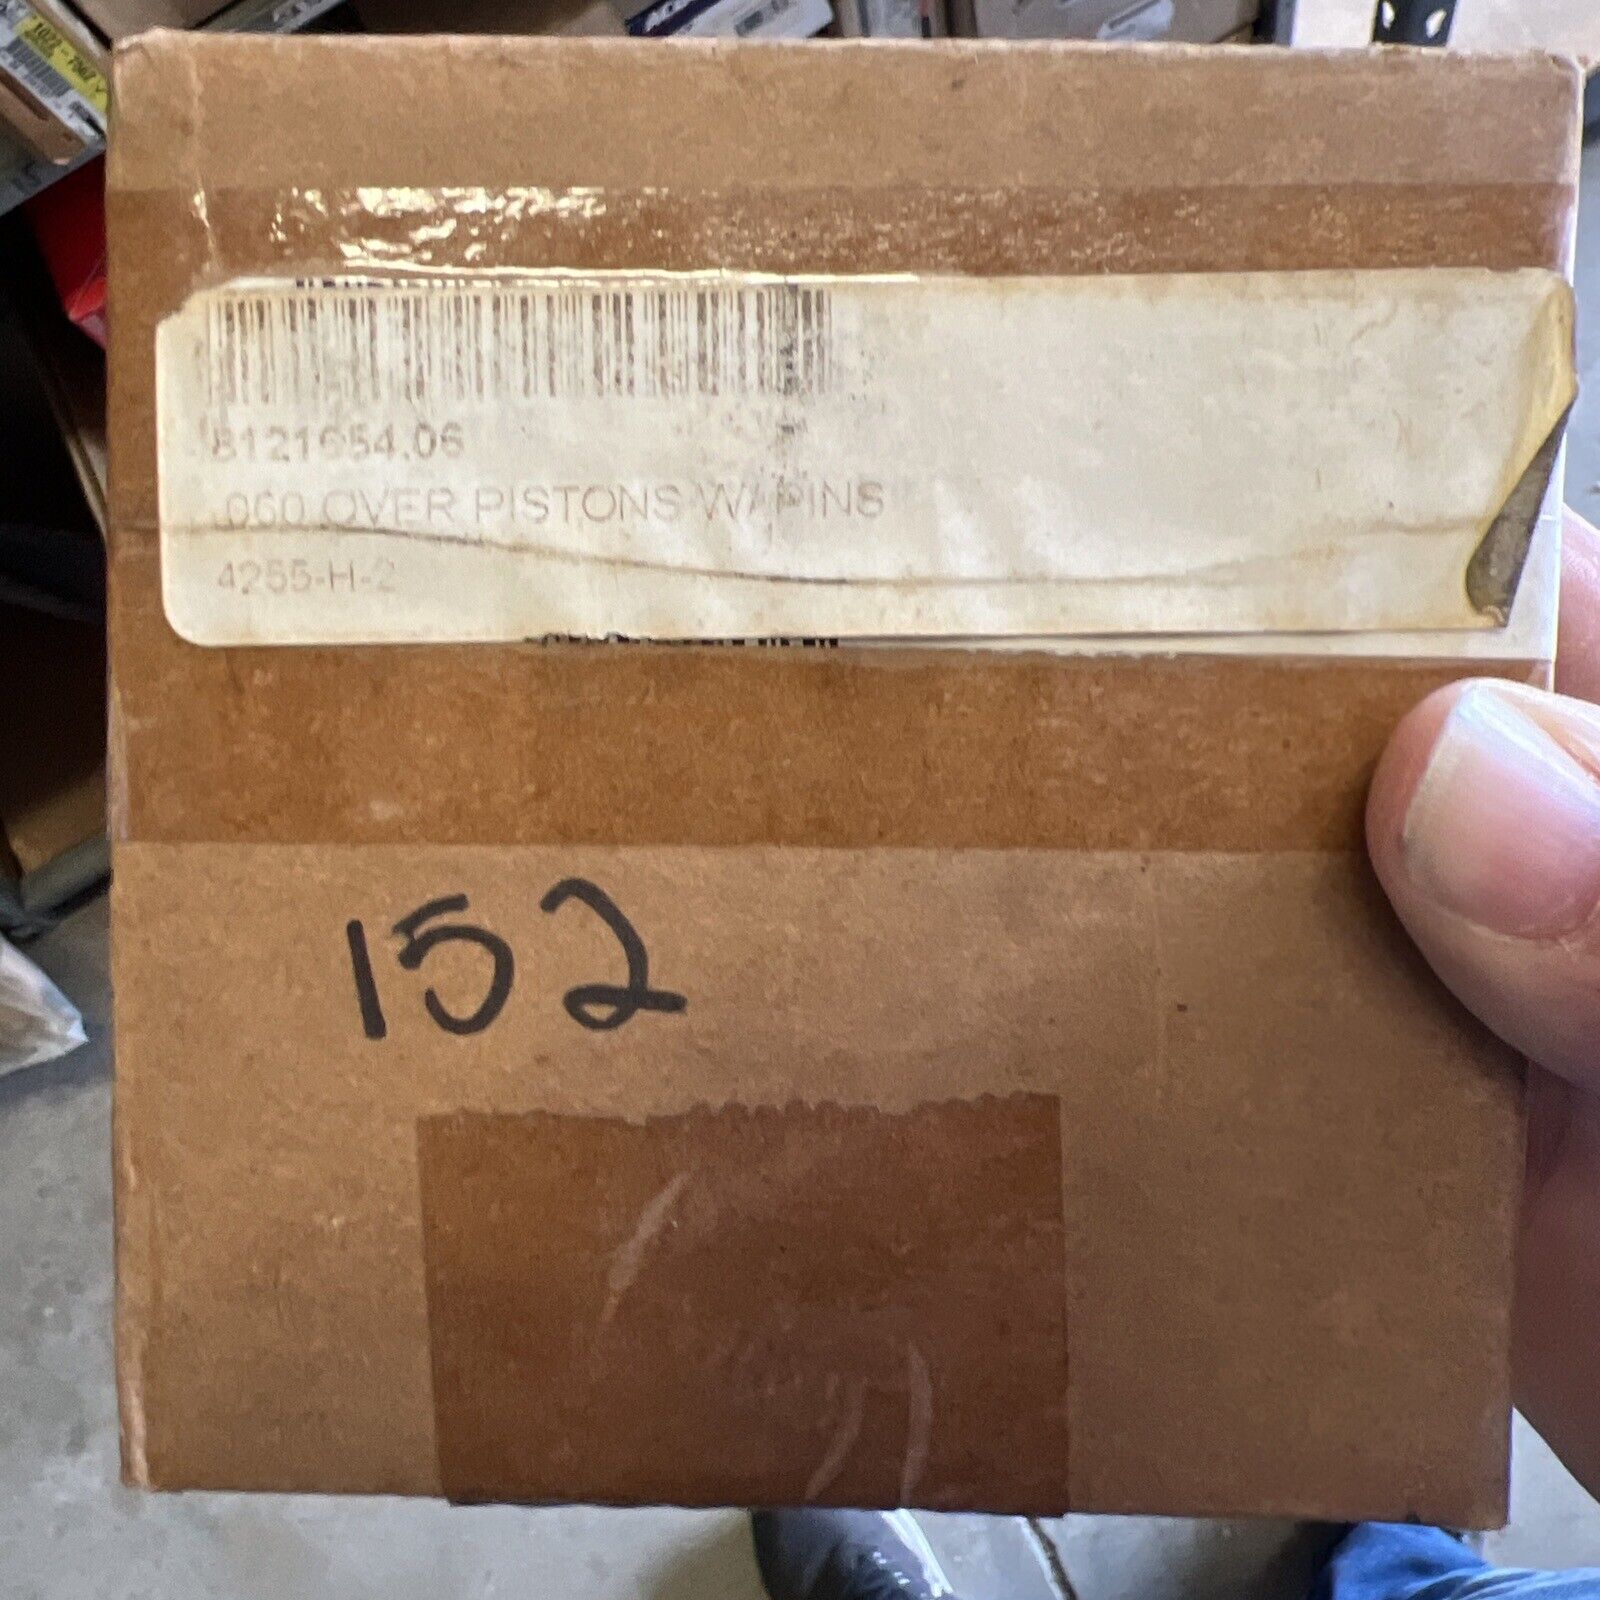 8121654.06
.060 OVER PISTONS W/ PINS
4255-H-2
152